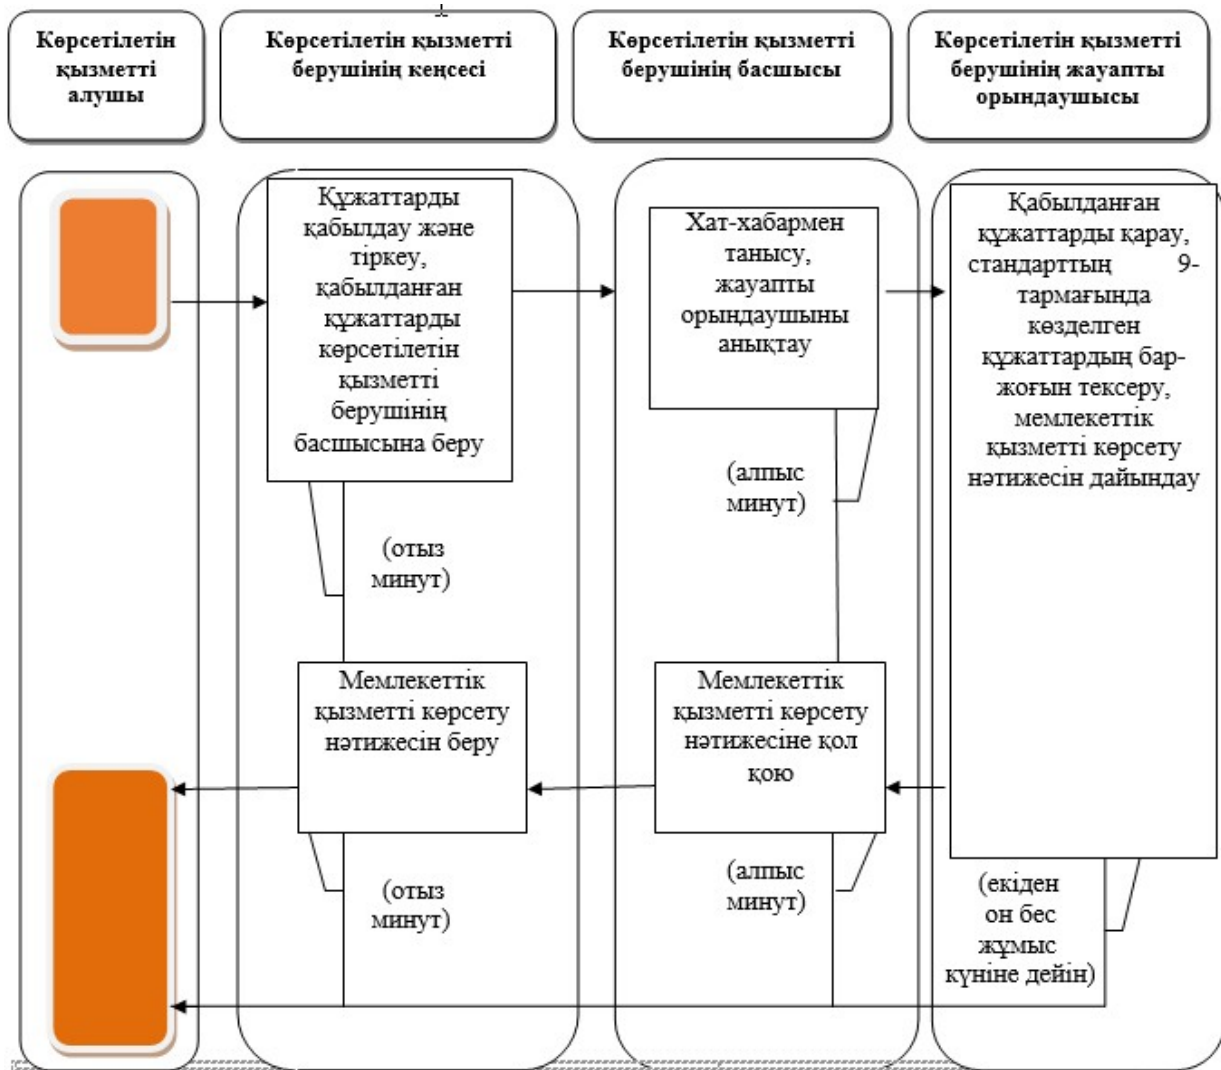 Көрсетілетін
қызметті
алушы
Көрсетілетін қызметті
берушінің кеңсесі
Көрсетілетін қызметті
берушінің басшысы
Көрсетілетін қызметті
берушінің жауапты
орындаушысы
Құжаттарды
қабылдау және
тіркеу,
қабылданған
құжаттарды
көрсетілетін
қызметті
берушінің
басшысына беру
(отыз
минут)
Хат-хабармен
танысу,
жауапты
орындаушыны
анықтау
(алпыс
минут)
Қабылданған
құжаттарды қарау,
стандарттың 9-
тармағында
көзделген
құжаттардың бар-
жоғын тексеру,
мемлекеттік
қызметті көрсету
нәтижесін дайындау
(екіден
он бес
жұмыс
күніне дейін)
Мемлекеттік
қызметті көрсету
нәтижесіне қол
қою
(алпыс
минут)
Мемлекеттік
қызметті көрсету
нәтижесін беру
(отыз
минут)